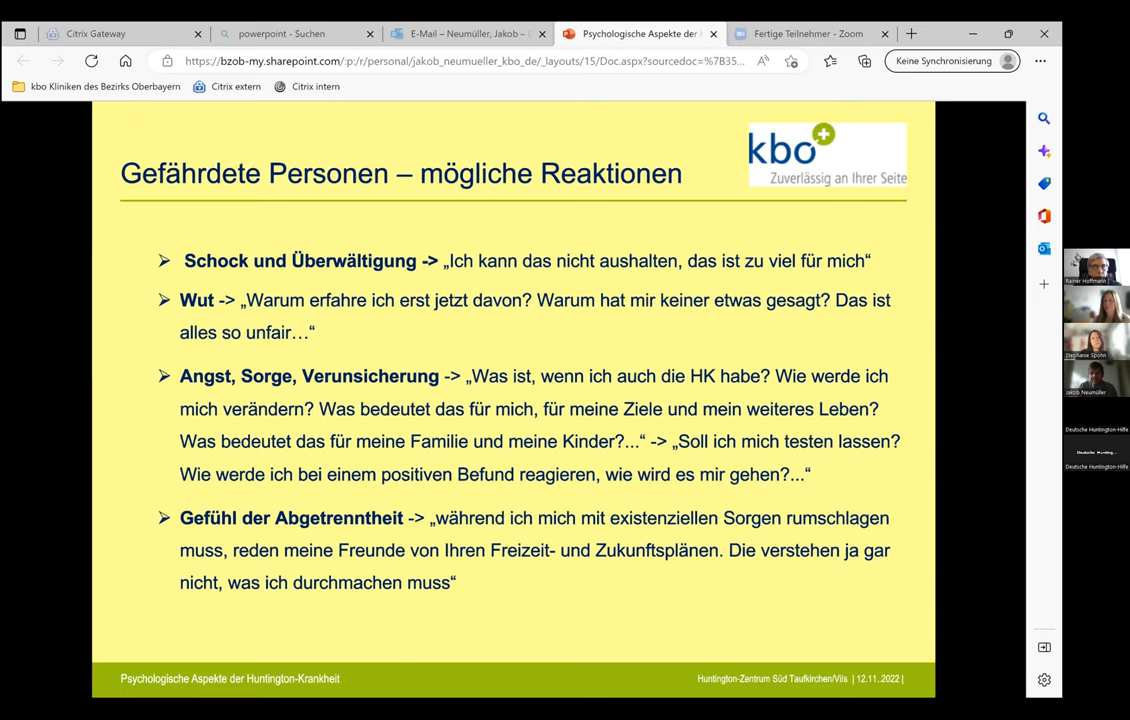 Citrix Gateway
powerpoint - Suchen
E-Mail – Neumüller, Jakob –
Psychologische Aspekte der
Fertige Teilnehmer - Zoom
https://bzob-my.sharepoint.com/:p:/r/personal/jakob_neumueller_kbo_de/_layouts/15/Doc.aspx?sourcedoc=%7B35...
Keine Synchronisierung
kbo Kliniken des Bezirks Oberbayern
Citrix extern
Citrix intern
kbo
Zuverlässig an Ihrer Seite
Gefährdete Personen – mögliche Reaktionen
Schock und Überwältigung -> „Ich kann das nicht aushalten, das ist zu viel für mich“
Wut -> „Warum erfahre ich erst jetzt davon? Warum hat mir keiner etwas gesagt? Das ist
alles so unfair…“
Angst, Sorge, Verunsicherung -> „Was ist, wenn ich auch die HK habe? Wie werde ich
mich verändern? Was bedeutet das für mich, für meine Ziele und mein weiteres Leben?
Was bedeutet das für meine Familie und meine Kinder?...“ -> „Soll ich mich testen lassen?
Wie werde ich bei einem positiven Befund reagieren, wie wird es mir gehen?...“
Gefühl der Abgetrenntheit -> „während ich mich mit existenziellen Sorgen rumschlagen
muss, reden meine Freunde von Ihren Freizeit- und Zukunftsplänen. Die verstehen ja gar
nicht, was ich durchmachen muss“
Psychologische Aspekte der Huntington-Krankheit
Huntington-Zentrum Süd Taufkirchen/Vils | 12.11..2022 |
Rainer Hoffmann
Stephanie Spohn
Jakob Neumüller
Deutsche Huntington-Hilfe
Deutsche Hunting...
Deutsche Huntington-Hilfe